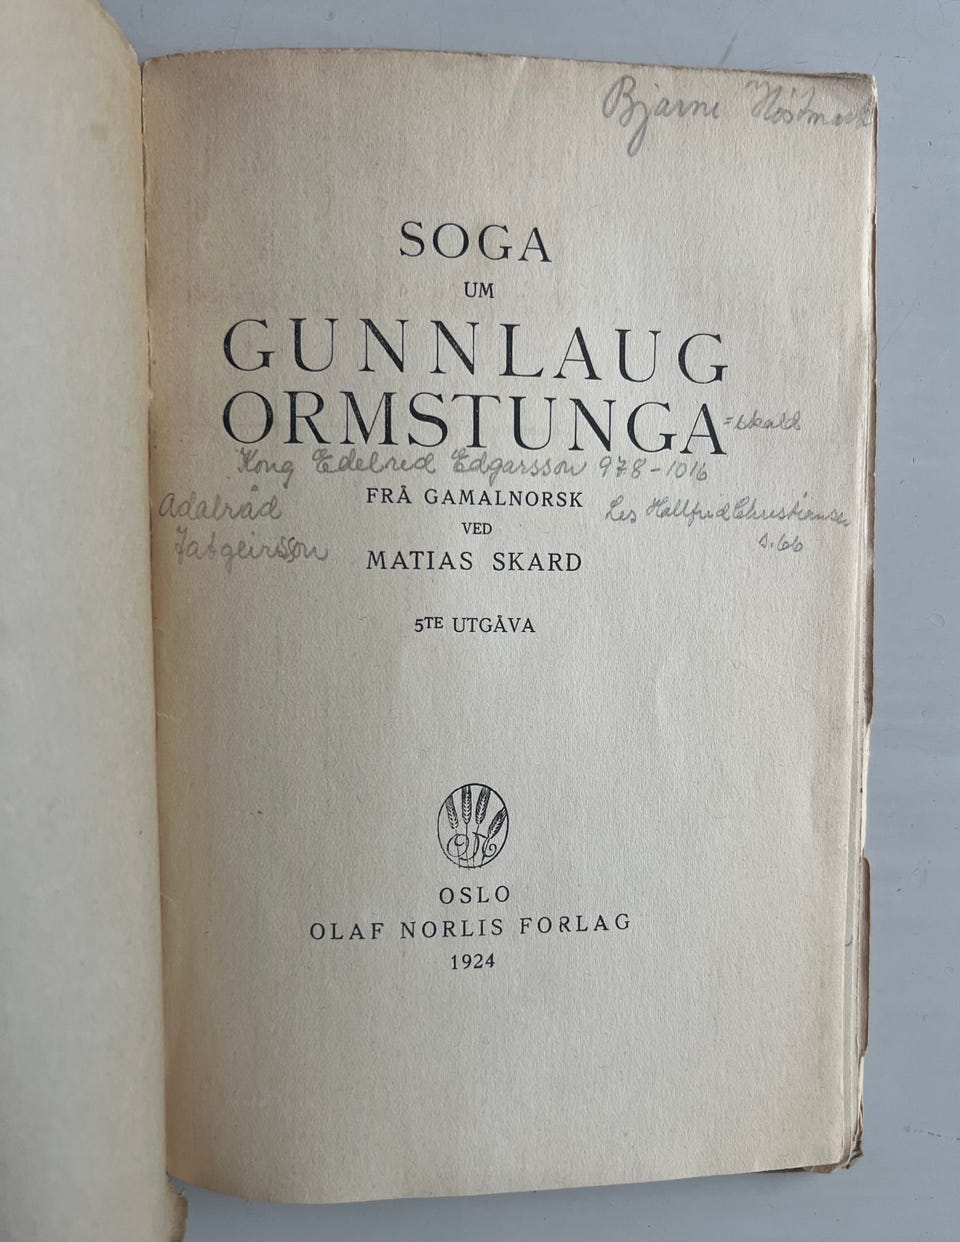 Bjarne Höstmark
SOGA
UM
GUNNLAUG
ORMSTUNGA =skald
Kong Edelred Edgarsson 978-1016
FRÅ GAMALNORSK
Adalråd
Jatgeirsson
Les Hallfrid Christiansen
s. 66
VED
MATIAS SKARD
5TE UTGÅVA
OSLO
OLAF NORLIS FORLAG
1924